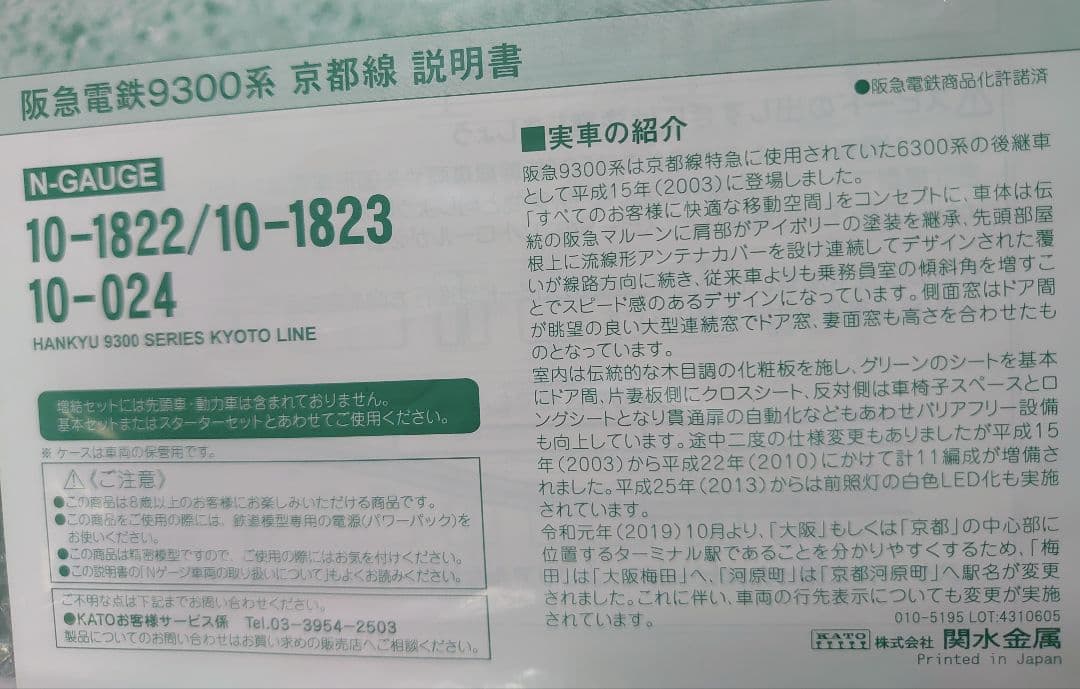 阪急電鉄9300系 京都線 説明書
●阪急電鉄商品化許諾済
N-GAUGE
10-1822/10-1823
10-024
HANKYU 9300 SERIES KYOTO LINE
増結セットには先頭車・動力車は含まれておりません。
基本セットまたはスターターセットとあわせてご使用ください。
※ ケースは車両の保管用です。
⚠《ご注意》
●この商品は8歳以上のお客様にお楽しみいただける商品です。
●この商品をご使用の際には、鉄道模型専用の電源(パワーパック)を
お使いください。
●この商品は精密模型ですので、ご使用の際にはお気を付けください。
●この説明書の「Nゲージ車両の取り扱いについて」もよくお読みください。
ご不明な点は下記までお問い合わせください。
●KATOお客様サービス係 Tel.03-3954-2503
製品についてのお問い合わせはお買い求めの販売店へご相談ください。
■実車の紹介
阪急9300系は京都線特急に使用されていた6300系の後継車
として平成15年(2003)に登場しました。
「すべてのお客様に快適な移動空間」をコンセプトに、車体は伝
統の阪急マルーンに肩部がアイボリーの塗装を継承、先頭部屋
根上に流線形アンテナカバーを設け連続してデザインされた覆
いが線路方向に続き、従来車よりも乗務員室の傾斜角を増すこ
とでスピード感のあるデザインになっています。側面窓はドア間
が眺望の良い大型連続窓でドア窓、妻面窓も高さを合わせたも
のとなっています。
室内は伝統的な木目調の化粧板を施し、グリーンのシートを基本
にドア間、片妻板側にクロスシート、反対側は車椅子スペースとロ
ングシートとなり貫通扉の自動化などもあわせバリアフリー設備
も向上しています。途中二度の仕様変更もありましたが平成15
年(2003)から平成22年(2010)にかけて計11編成が増備さ
れました。平成25年(2013)からは前照灯の白色LED化も実施
されています。
令和元年(2019)10月より、「大阪」もしくは「京都」の中心部に
位置するターミナル駅であることを分かりやすくするため、「梅
田」は「大阪梅田」へ、「河原町」は「京都河原町」へ駅名が変更
されました。これに伴い、車両の行先表示についても変更が実施
されています。
010-5195 LOT:4310605
KATO 株式会社 関水金属
Printed in Japan